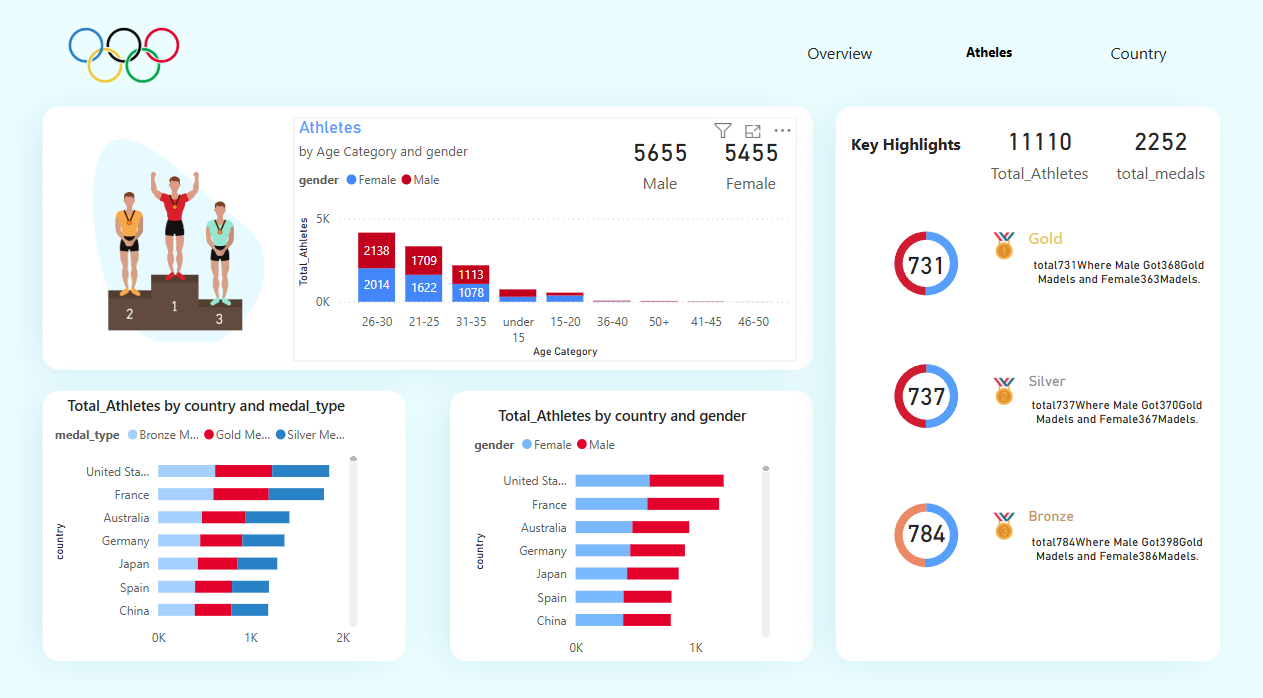 Overview
Atheles
Country
Athletes
by Age Category and gender
gender Female Male
5655
Male
5455
Female
Total_Athletes
5K
0K
2138
2014
1709
1622
1113
1078
26-30
21-25
31-35
under
15
15-20
36-40
50+
41-45
46-50
Age Category
2
1
3
Key Highlights
11110
Total_Athletes
2252
total_medals
731
1
Gold
total731Where Male Got368Gold
Madels and Female363Madels.
737
2
Silver
total737Where Male Got370Gold
Madels and Female367Madels.
784
3
Bronze
total784Where Male Got398Gold
Madels and Female386Madels.
Total_Athletes by country and medal_type
medal_type Bronze M... Gold Me... Silver Me...
country
United Sta...
France
Australia
Germany
Japan
Spain
China
0K
1K
2K
Total_Athletes by country and gender
gender Female Male
country
United Sta...
France
Australia
Germany
Japan
Spain
China
0K
1K